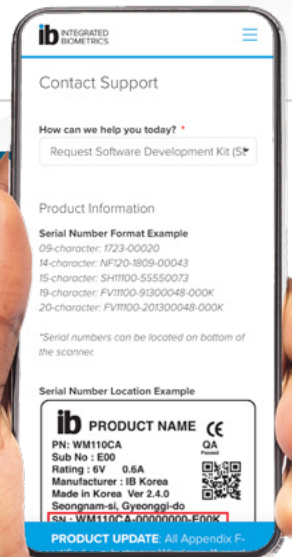 ib INTEGRATED
BIOMETRICS
Contact Support
How can we help you today? *
Request Software Development Kit (S
Product Information
Serial Number Format Example
09-character: 1723-00020
14-character: NF120-1809-00043
15-character: SH11100-55550073
19-character: FV11100-91300048-000K
20-character: FV11100-201300048-000K
*Serial numbers can be located on bottom of
the scanner.
Serial Number Location Example
ib PRODUCT NAME CE
PN: WM110CA QA
Sub No : E00 Passed
Rating : 6V 0.6A
Manufacturer : IB Korea
Made in Korea Ver 2.4.0
Seongnam-si, Gyeonggi-do
SN : WM110CA-00000000-E00K
PRODUCT UPDATE: All Appendix F-